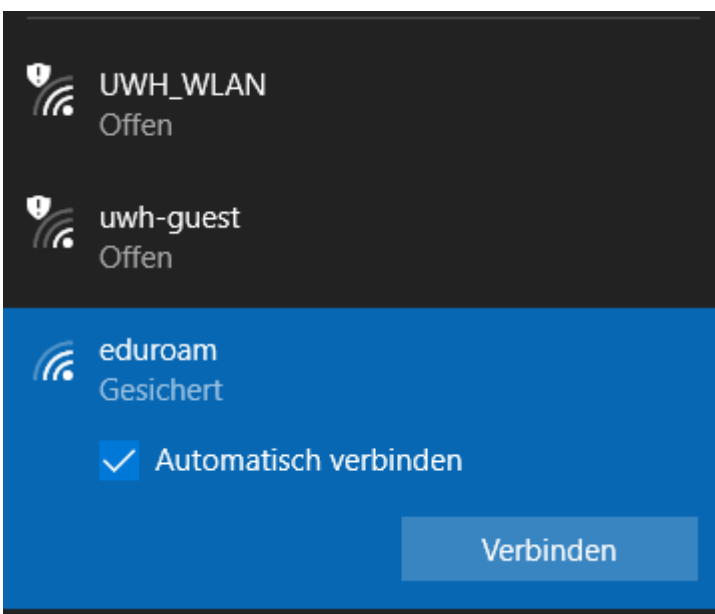 UWH_WLAN
Offen
uwh-guest
Offen
eduroam
Gesichert
Automatisch verbinden
Verbinden